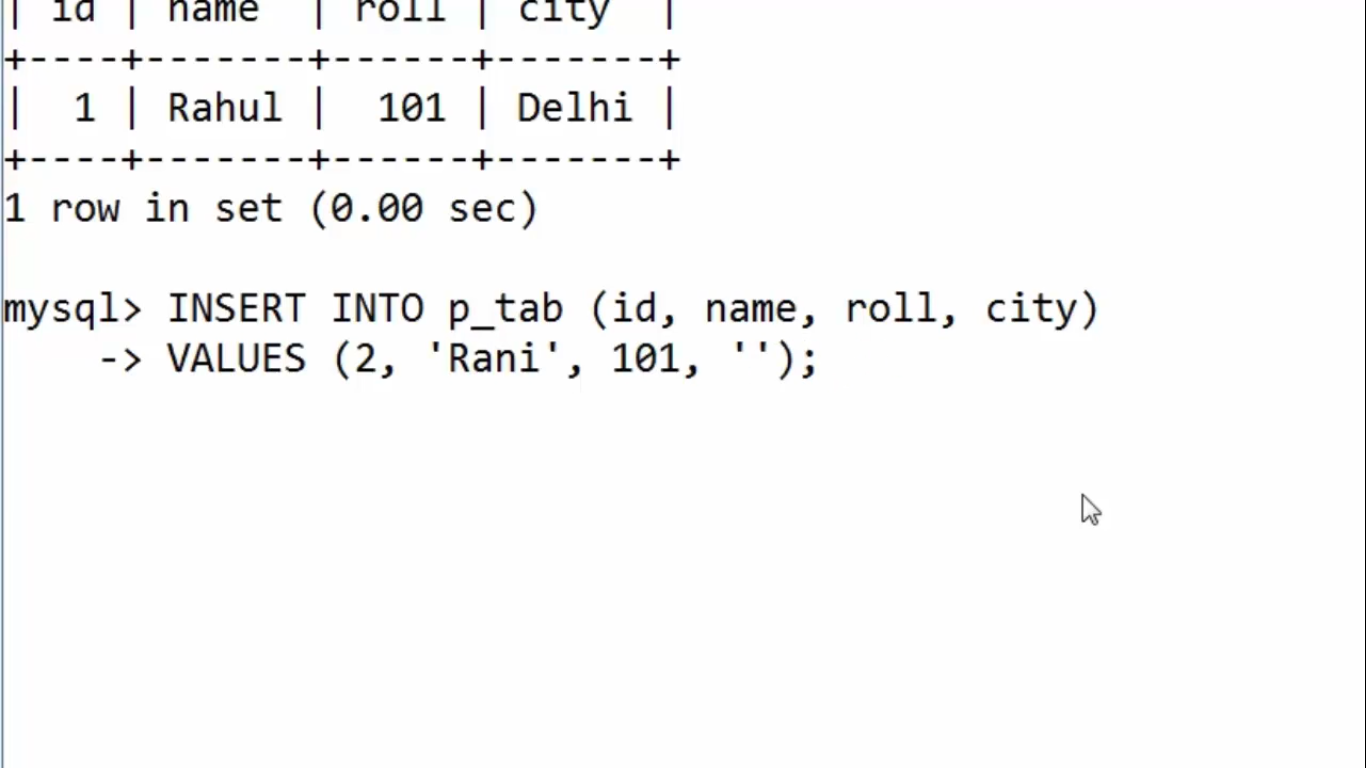 | id | name  | roll | city  |
+----+-------+------+-------+
|  1 | Rahul |  101 | Delhi |
+----+-------+------+-------+
1 row in set (0.00 sec)
mysql> INSERT INTO p_tab (id, name, roll, city)
    -> VALUES (2, 'Rani', 101, '');